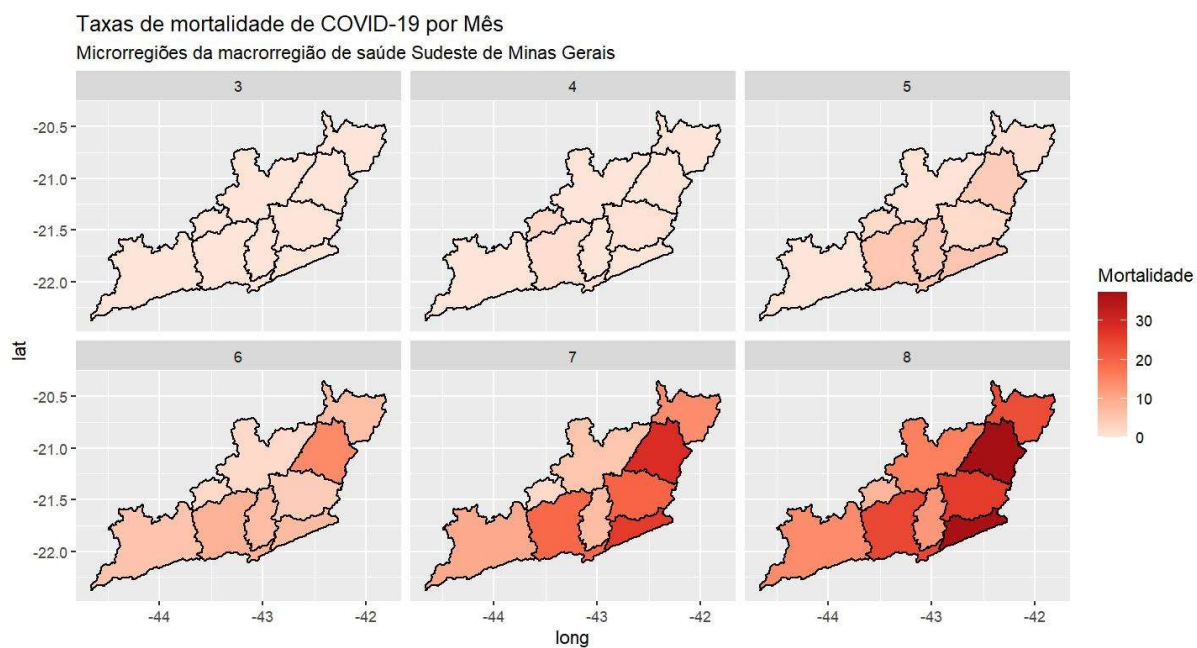 Taxas de mortalidade de COVID-19 por Mês
Microrregiões da macrorregião de saúde Sudeste de Minas Gerais
3 4 5
-20.5
-21.0
-21.5
-22.0
lat
6 7 8
-20.5
-21.0
-21.5
-22.0
-44 -43 -42 -44 -43 -42 -44 -43 -42
long
Mortalidade
30
20
10
0